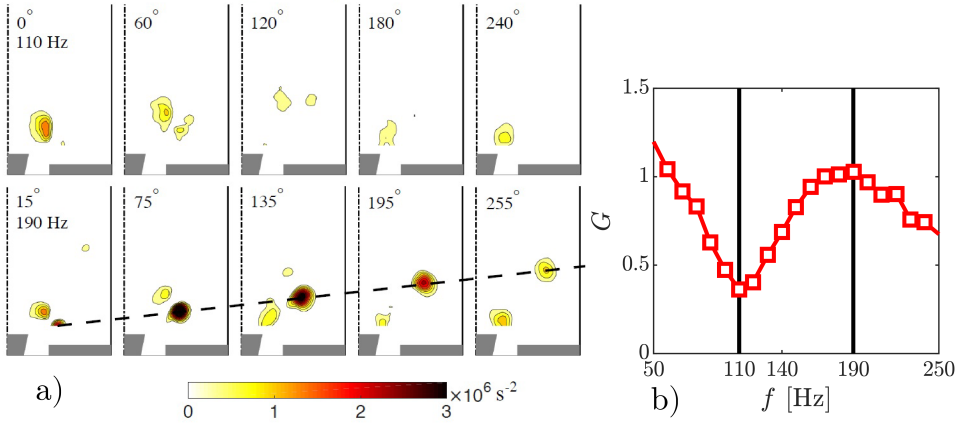 0° 60° 120° 180° 240°
110 Hz
15° 75° 135° 195° 255°
190 Hz
0 1 2 3 ×10⁶ s⁻²
a)
1.5
1
0.5
0
G
50 110 140 190 250
f [Hz]
b)